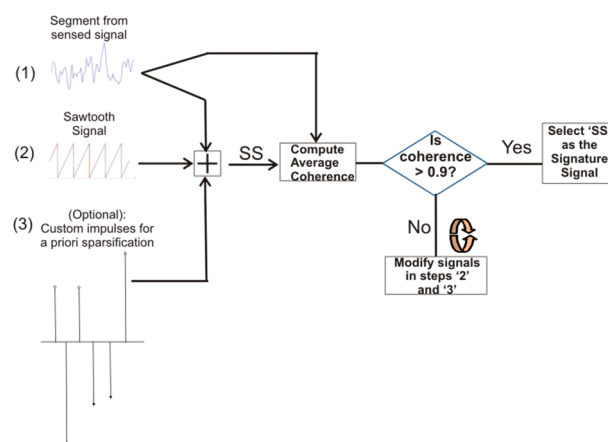 Segment from
sensed signal
(1)
Sawtooth
Signal
(2)
+
SS
Compute
Average
Coherence
Is
coherence
> 0.9?
Yes
Select ‘SS
as the
Signature
Signal
No
Modify signals
in steps ‘2’
and ‘3’
(3)
(Optional):
Custom impulses for
a priori sparsification